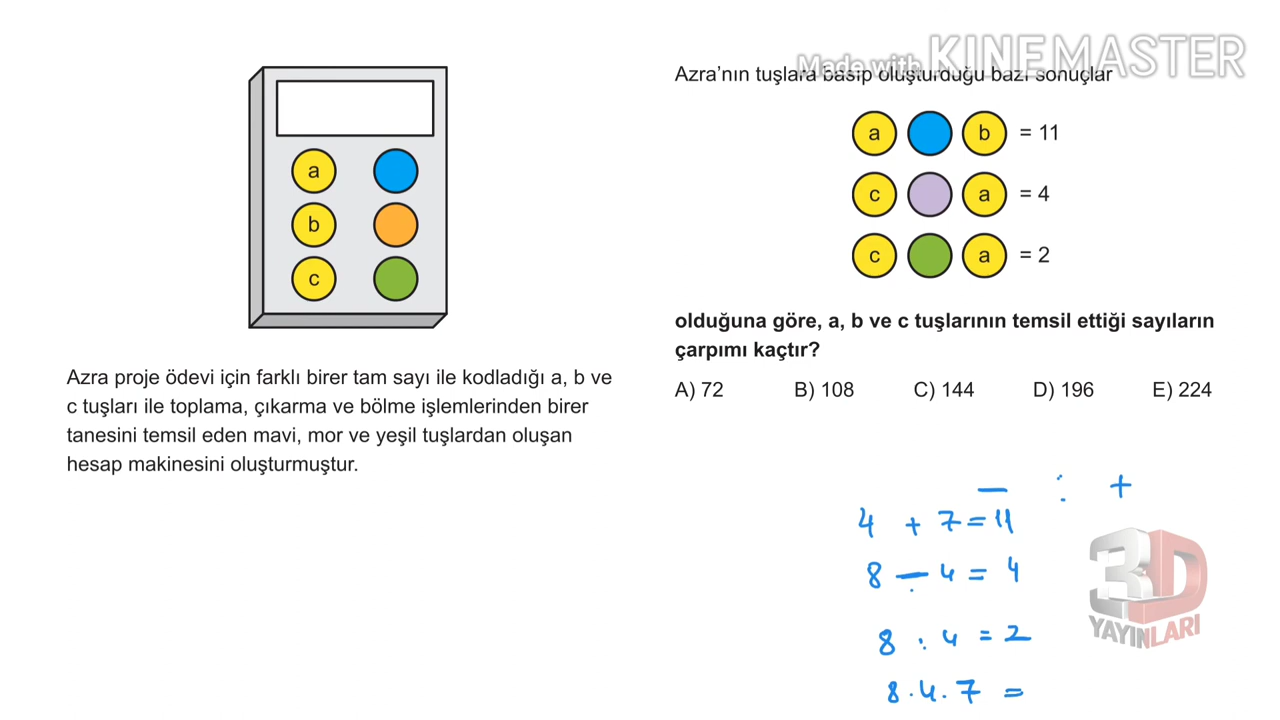 Made with KINEMASTER
a
b
c
Azra proje ödevi için farklı birer tam sayı ile kodladığı a, b ve
c tuşları ile toplama, çıkarma ve bölme işlemlerinden birer
tanesini temsil eden mavi, mor ve yeşil tuşlardan oluşan
hesap makinesini oluşturmuştur.
Azra’nın tuşlara basıp oluşturduğu bazı sonuçlar
a b = 11
c a = 4
c a = 2
olduğuna göre, a, b ve c tuşlarının temsil ettiği sayıların
çarpımı kaçtır?
A) 72 B) 108 C) 144 D) 196 E) 224
— : +
4 + 7 = 11
8 — 4 = 4
8 : 4 = 2
8 . 4 . 7 =
3D
YAYINLARI